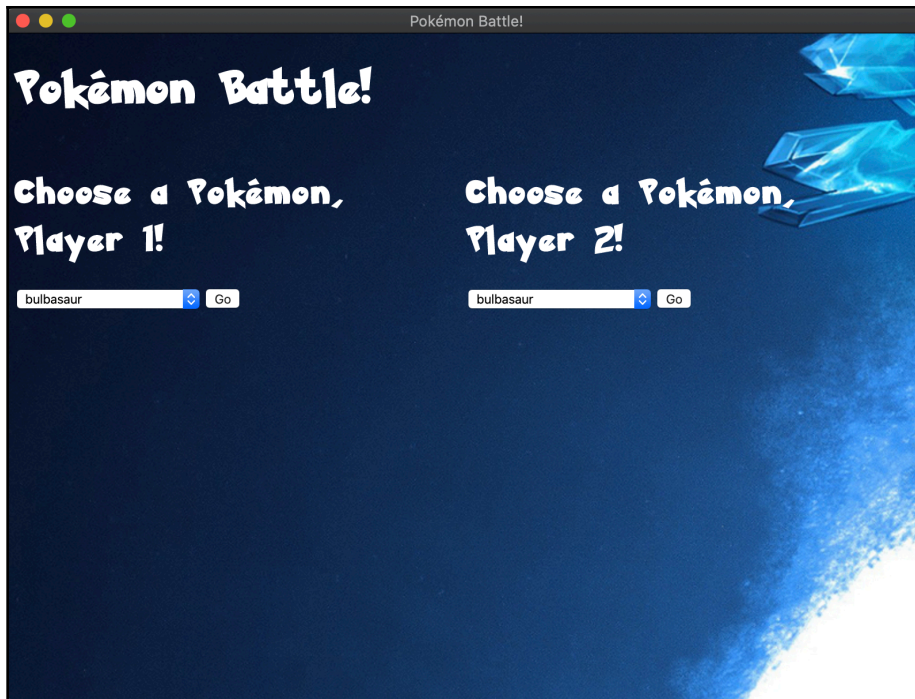 Pokémon Battle!
Pokémon Battle!
Choose a Pokémon,
Player 1!
bulbasaur
Go
Choose a Pokémon,
Player 2!
bulbasaur
Go